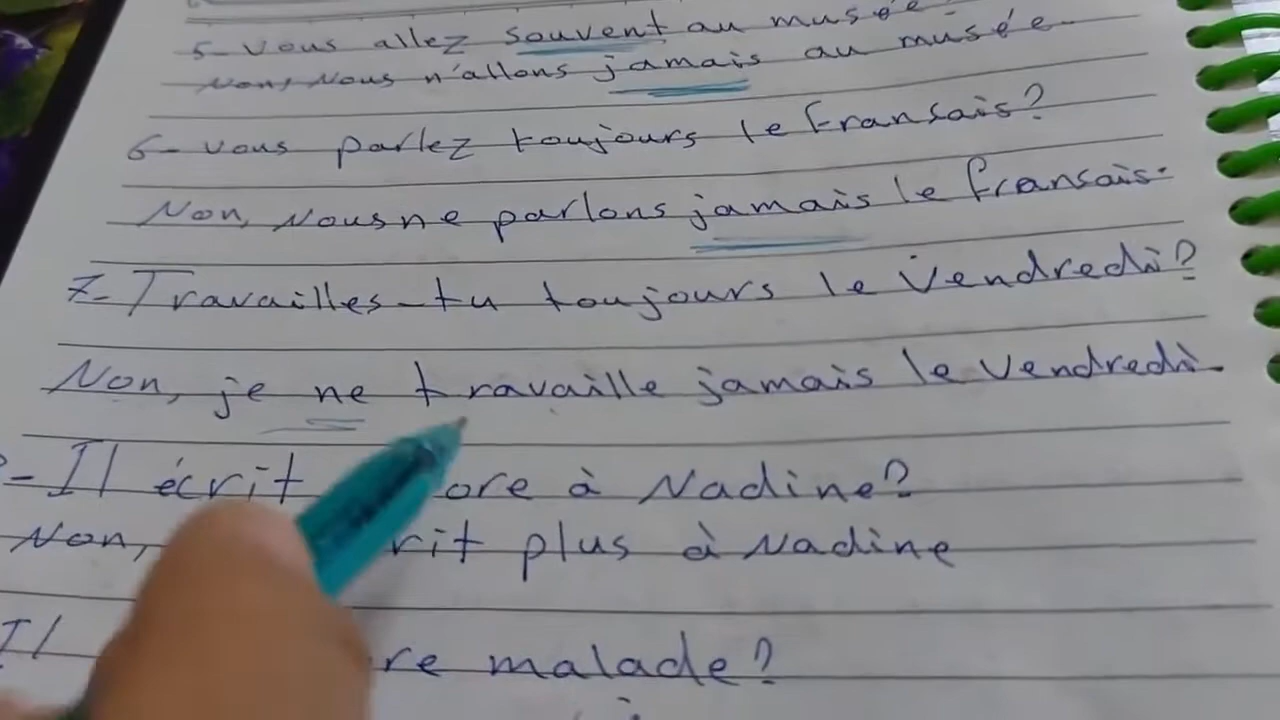 5- Vous allez souvent au musée
Non, Nous n'allons jamais au musée.
6- Vous parlez toujours le Fransais?
Non, Nous ne parlons jamais le fransais.
7- Travailles-tu toujours le Vendredi?
Non, je ne travaille jamais le Vendredi.
- Il écrit ore à Nadine?
Non, rit plus à Nadine
Il re malade?